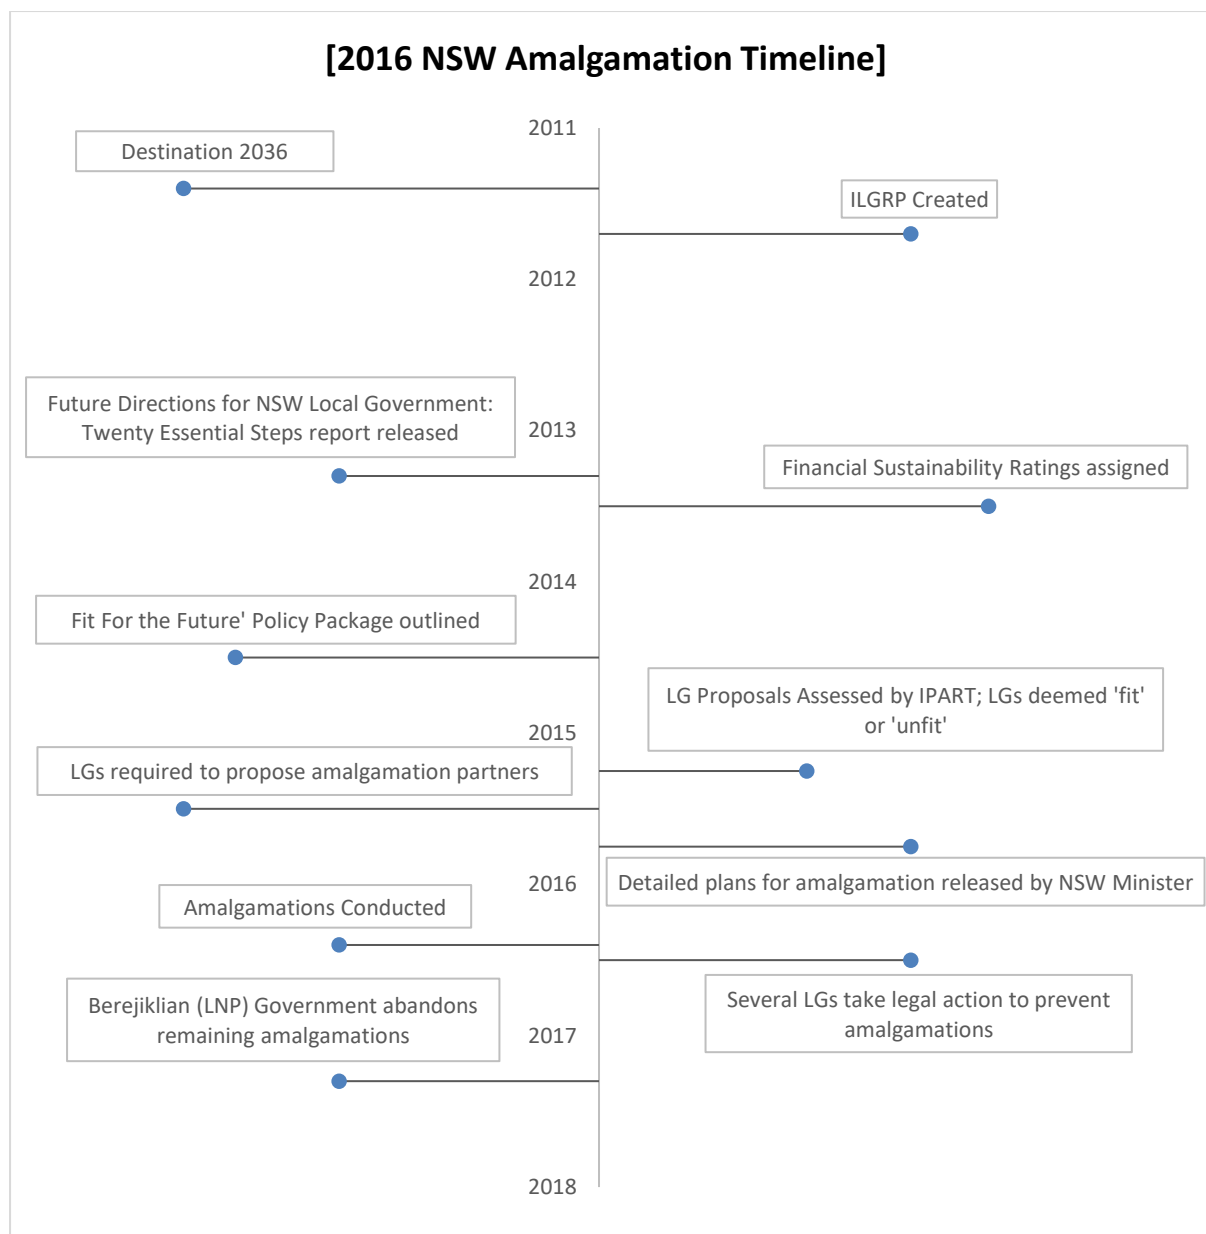 [2016 NSW Amalgamation Timeline]
2011
Destination 2036
ILGRP Created
2012
Future Directions for NSW Local Government:
Twenty Essential Steps report released
2013
Financial Sustainability Ratings assigned
2014
Fit For the Future' Policy Package outlined
LG Proposals Assessed by IPART; LGs deemed 'fit'
or 'unfit'
2015
LGs required to propose amalgamation partners
2016
Detailed plans for amalgamation released by NSW Minister
Amalgamations Conducted
Several LGs take legal action to prevent
amalgamations
Berejiklian (LNP) Government abandons
remaining amalgamations
2017
2018